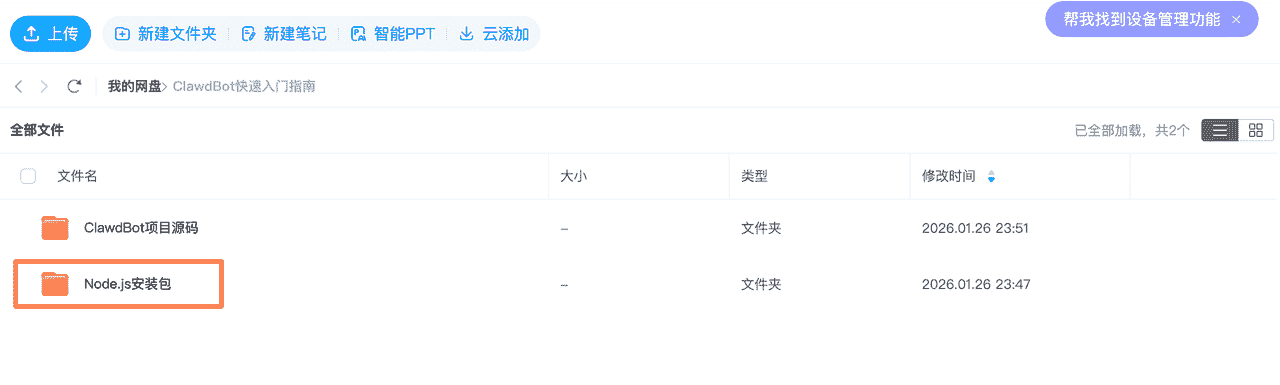 上传 新建文件夹 新建笔记 智能PPT 云添加 帮我找到设备管理功能 ×
我的网盘> ClawdBot快速入门指南
全部文件 已全部加载，共2个
文件名 大小 类型 修改时间
ClawdBot项目源码 – 文件夹 2026.01.26 23:51
Node.js安装包 – 文件夹 2026.01.26 23:47